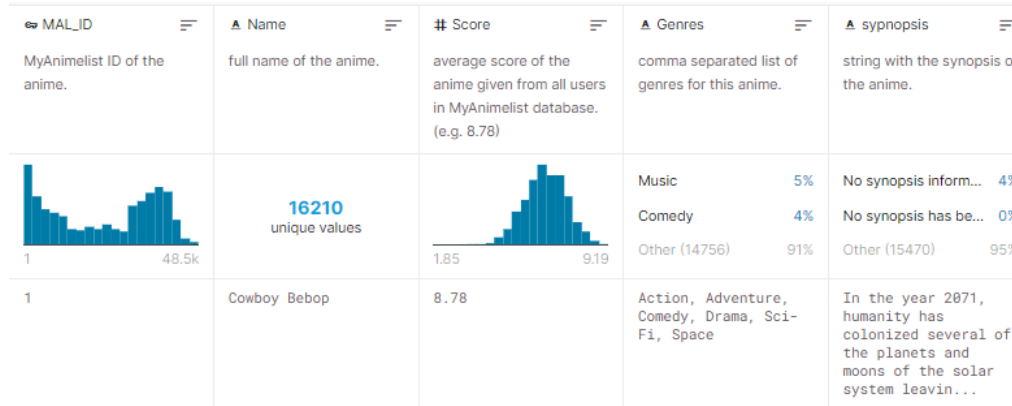 MAL_ID
Name
Score
Genres
sypnopsis
MyAnimelist ID of the
anime.
full name of the anime.
average score of the
anime given from all users
in MyAnimelist database.
(e.g. 8.78)
comma separated list of
genres for this anime.
string with the synopsis o
the anime.
1
48.5k
16210
unique values
1.85
9.19
Music 5%
Comedy 4%
Other (14756) 91%
No synopsis inform... 4%
No synopsis has be... 0%
Other (15470) 95%
1
Cowboy Bebop
8.78
Action, Adventure,
Comedy, Drama, Sci-
Fi, Space
In the year 2071,
humanity has
colonized several of
the planets and
moons of the solar
system leavin...